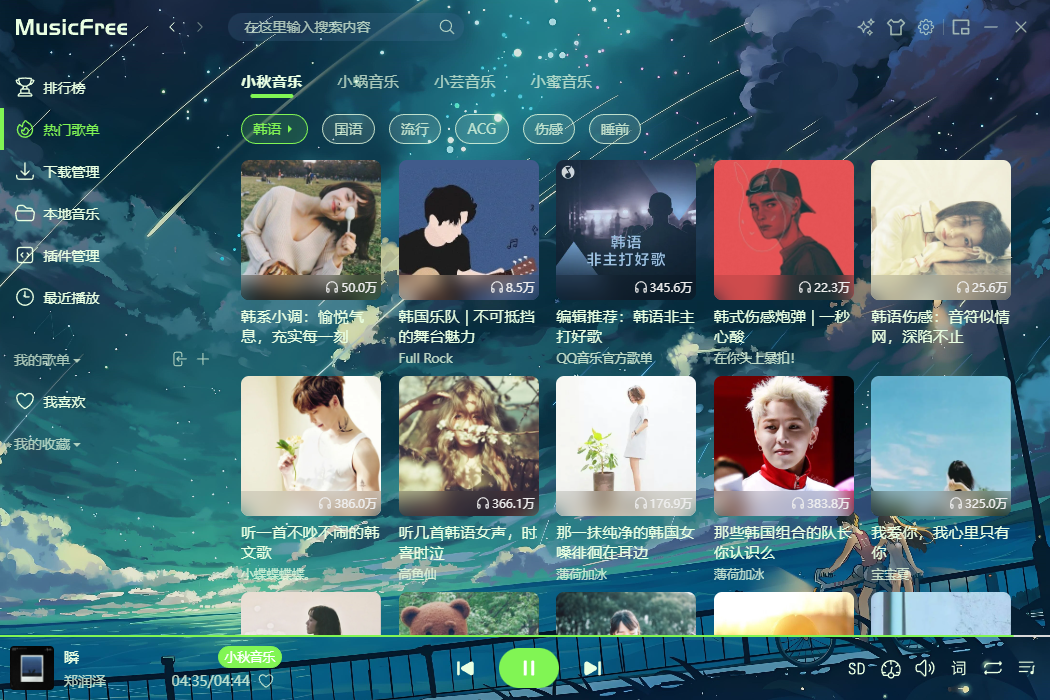 MusicFree
在这里输入搜索内容
排行榜
热门歌单
下载管理
本地音乐
插件管理
最近播放
我的歌单
我喜欢
我的收藏
小秋音乐 小蜗音乐 小芸音乐 小蜜音乐
韩语 国语 流行 ACG 伤感 睡前
韩语
非主打好歌
50.0万 8.5万 345.6万 22.3万 25.6万
韩系小调：愉悦气
息，充实每一刻
韩国乐队 | 不可抵挡
的舞台魅力
Full Rock
编辑推荐：韩语非主
打好歌
QQ音乐官方歌单
韩式伤感炮弹 | 一秒
心酸
在你头上暴扣！
韩语伤感：音符似情
网，深陷不止
386.0万 366.1万 176.9万 383.8万 325.0万
听一首不吵不闹的韩
文歌
小蝶蝶蝶蝶、
听几首韩语女声，时
喜时泣
高鱼仙
那一抹纯净的韩国女
嗓徘徊在耳边
薄荷加冰
那些韩国组合的队长
你认识么
薄荷加冰
我爱你，我心里只有
你
瞬
郑润泽
小秋音乐
04:35/04:44
SD
词